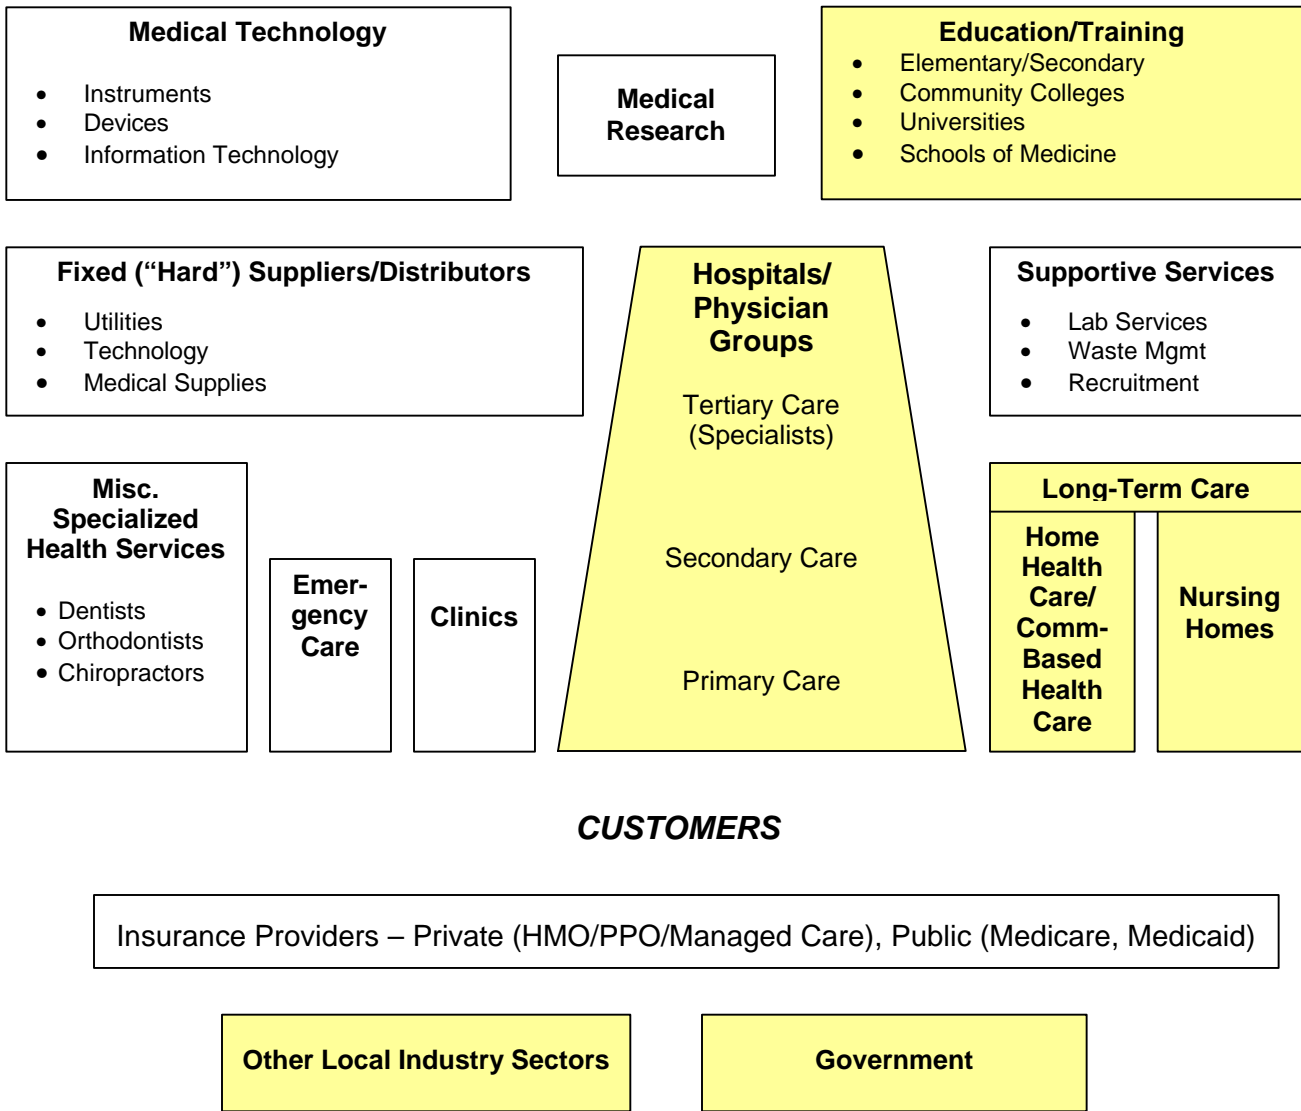 Medical Technology
• Instruments
• Devices
• Information Technology
Medical
Research
Education/Training
• Elementary/Secondary
• Community Colleges
• Universities
• Schools of Medicine
Fixed (“Hard”) Suppliers/Distributors
• Utilities
• Technology
• Medical Supplies
Hospitals/
Physician
Groups
Tertiary Care
(Specialists)
Secondary Care
Primary Care
Supportive Services
• Lab Services
• Waste Mgmt
• Recruitment
Misc.
Specialized
Health Services
• Dentists
• Orthodontists
• Chiropractors
Emer-
gency
Care
Clinics
Long-Term Care
Home
Health
Care/
Comm-
Based
Health
Care
Nursing
Homes
CUSTOMERS
Insurance Providers – Private (HMO/PPO/Managed Care), Public (Medicare, Medicaid)
Other Local Industry Sectors
Government